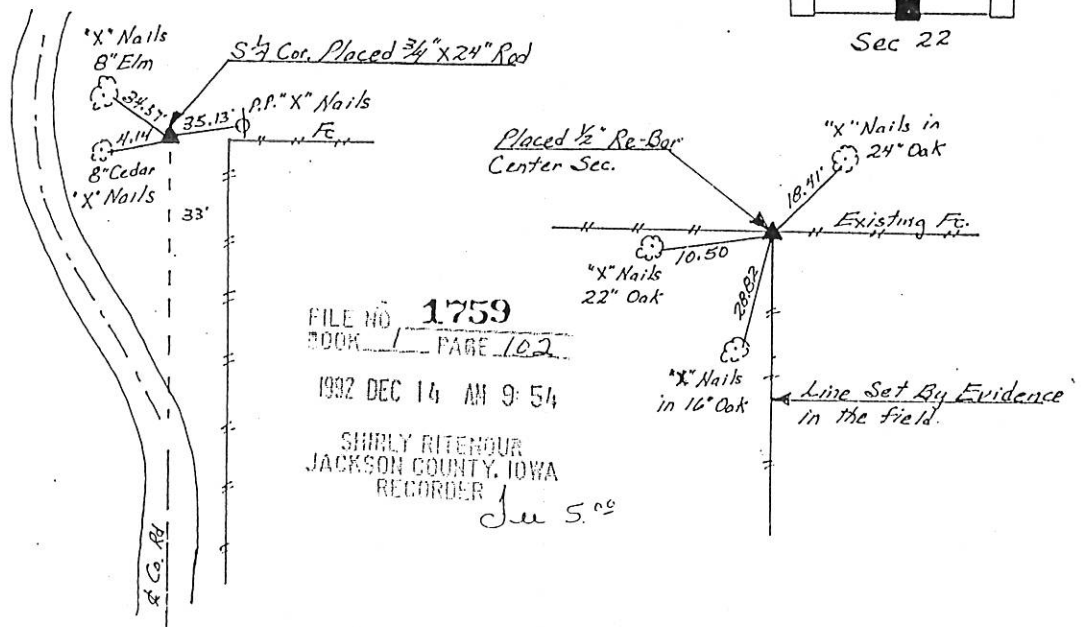 Sec 22
"X" Nails
8" Elm
34.57'
S ¼ Cor. Placed ¾" X 24" Rod
35.13'
P.P. "X" Nails
Fc
4.14
8" Cedar
"X" Nails
33'
℄ Co. Rd
Placed ½" Re-Bar
Center Sec.
"X" Nails in
24" Oak
18.41'
Existing Fc.
10.50
"X" Nails
22" Oak
28.82
"X" Nails
in 16" Oak
Line Set By Evidence
in the field.
FILE NO 1759
BOOK 1 PAGE 102
1992 DEC 14 AM 9:54
SHIRLY RITENOUR
JACKSON COUNTY, IOWA
RECORDER
5.00